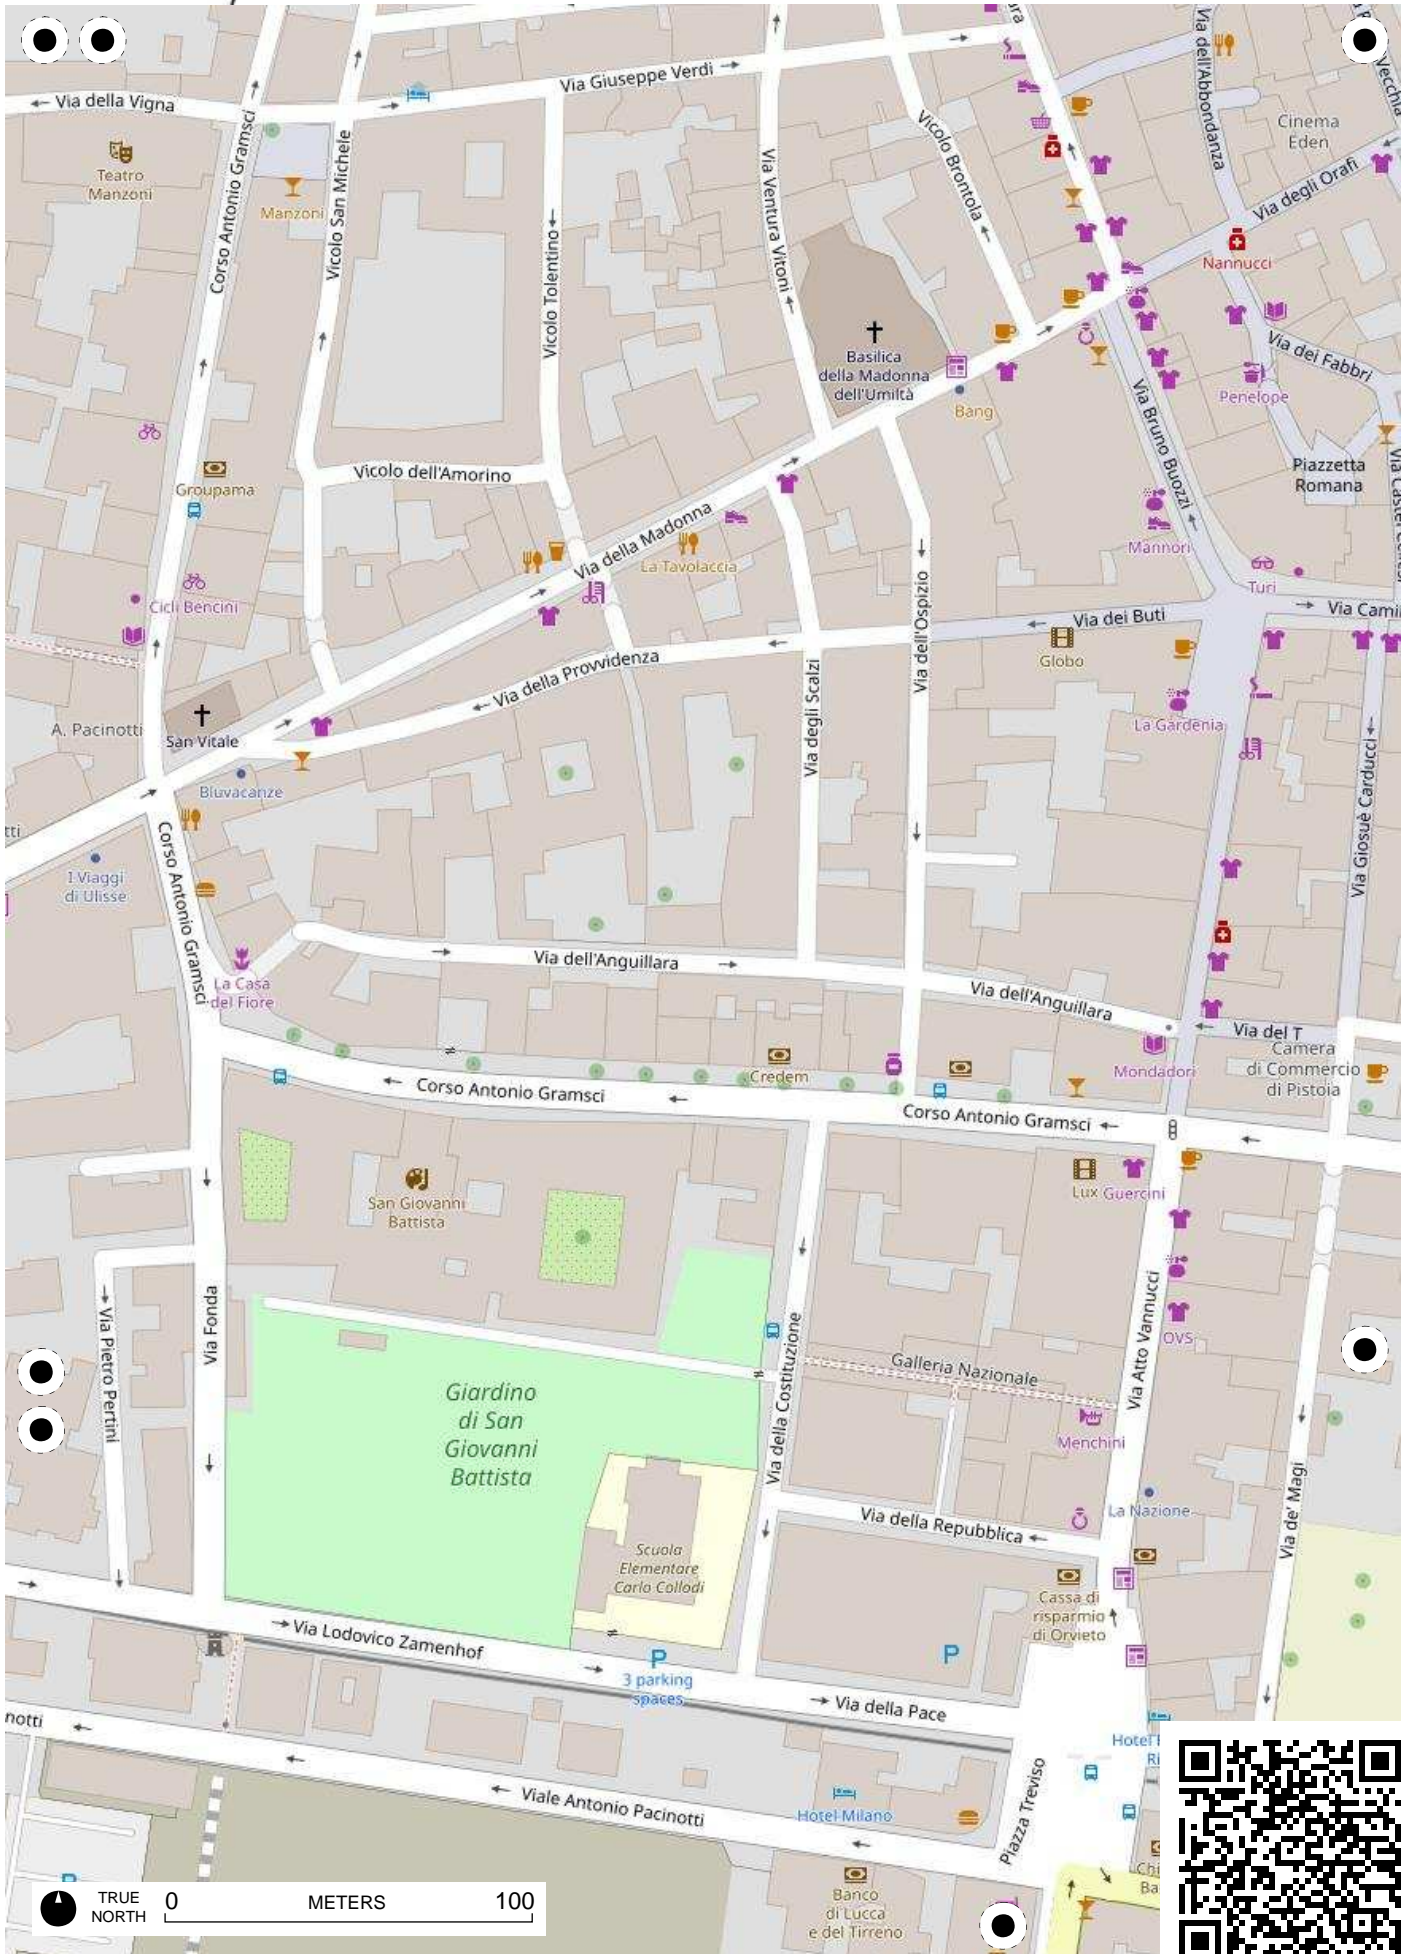 Via della Vigna
Via Giuseppe Verdi
Via dell'Abbondanza
Vecchia
Teatro
Manzoni
Manzoni
Corso Antonio Gramsci
Vicolo San Michele
Vicolo Tolentino
Via Ventura Vitoni
Vicolo Brontola
Cinema
Eden
Via degli Orafi
Nannucci
Basilica
della Madonna
dell'Umiltà
Bang
Via dei Fabbri
Penelope
Via Bruno Buozzi
Piazzetta
Romana
Groupama
Vicolo dell'Amorino
Via della Madonna
La Tavolaccia
Mannori
Turi
Cicli Bencini
Via dell'Ospizio
Via dei Buti
Via Camil
Globo
Via della Provvidenza
Via degli Scalzi
A. Pacinotti
San Vitale
La Gardenia
Via Giosuè Carducci
Bluvacanze
tti
I Viaggi
di Ulisse
Corso Antonio Gramsci
La Casa
del Fiore
Via dell'Anguillara
Via dell'Anguillara
Via del T
Camera
di Commercio
di Pistoia
Mondadori
Credem
Corso Antonio Gramsci
Corso Antonio Gramsci
Lux
Guercini
San Giovanni
Battista
Via Fonda
Via Pietro Pertini
Via della Costituzione
Via Atto Vannucci
OVS
Galleria Nazionale
Menchini
Giardino
di San
Giovanni
Battista
La Nazione
Via de' Magi
Via della Repubblica
Scuola
Elementare
Carlo Collodi
Cassa di
risparmio
di Orvieto
Via Lodovico Zamenhof
P
P
3 parking
spaces
Via della Pace
notti
Hotel
Ri
Viale Antonio Pacinotti
Hotel Milano
Piazza Treviso
Banco
di Lucca
e del Tirreno
Chi
Ba
TRUE
NORTH
0 METERS 100